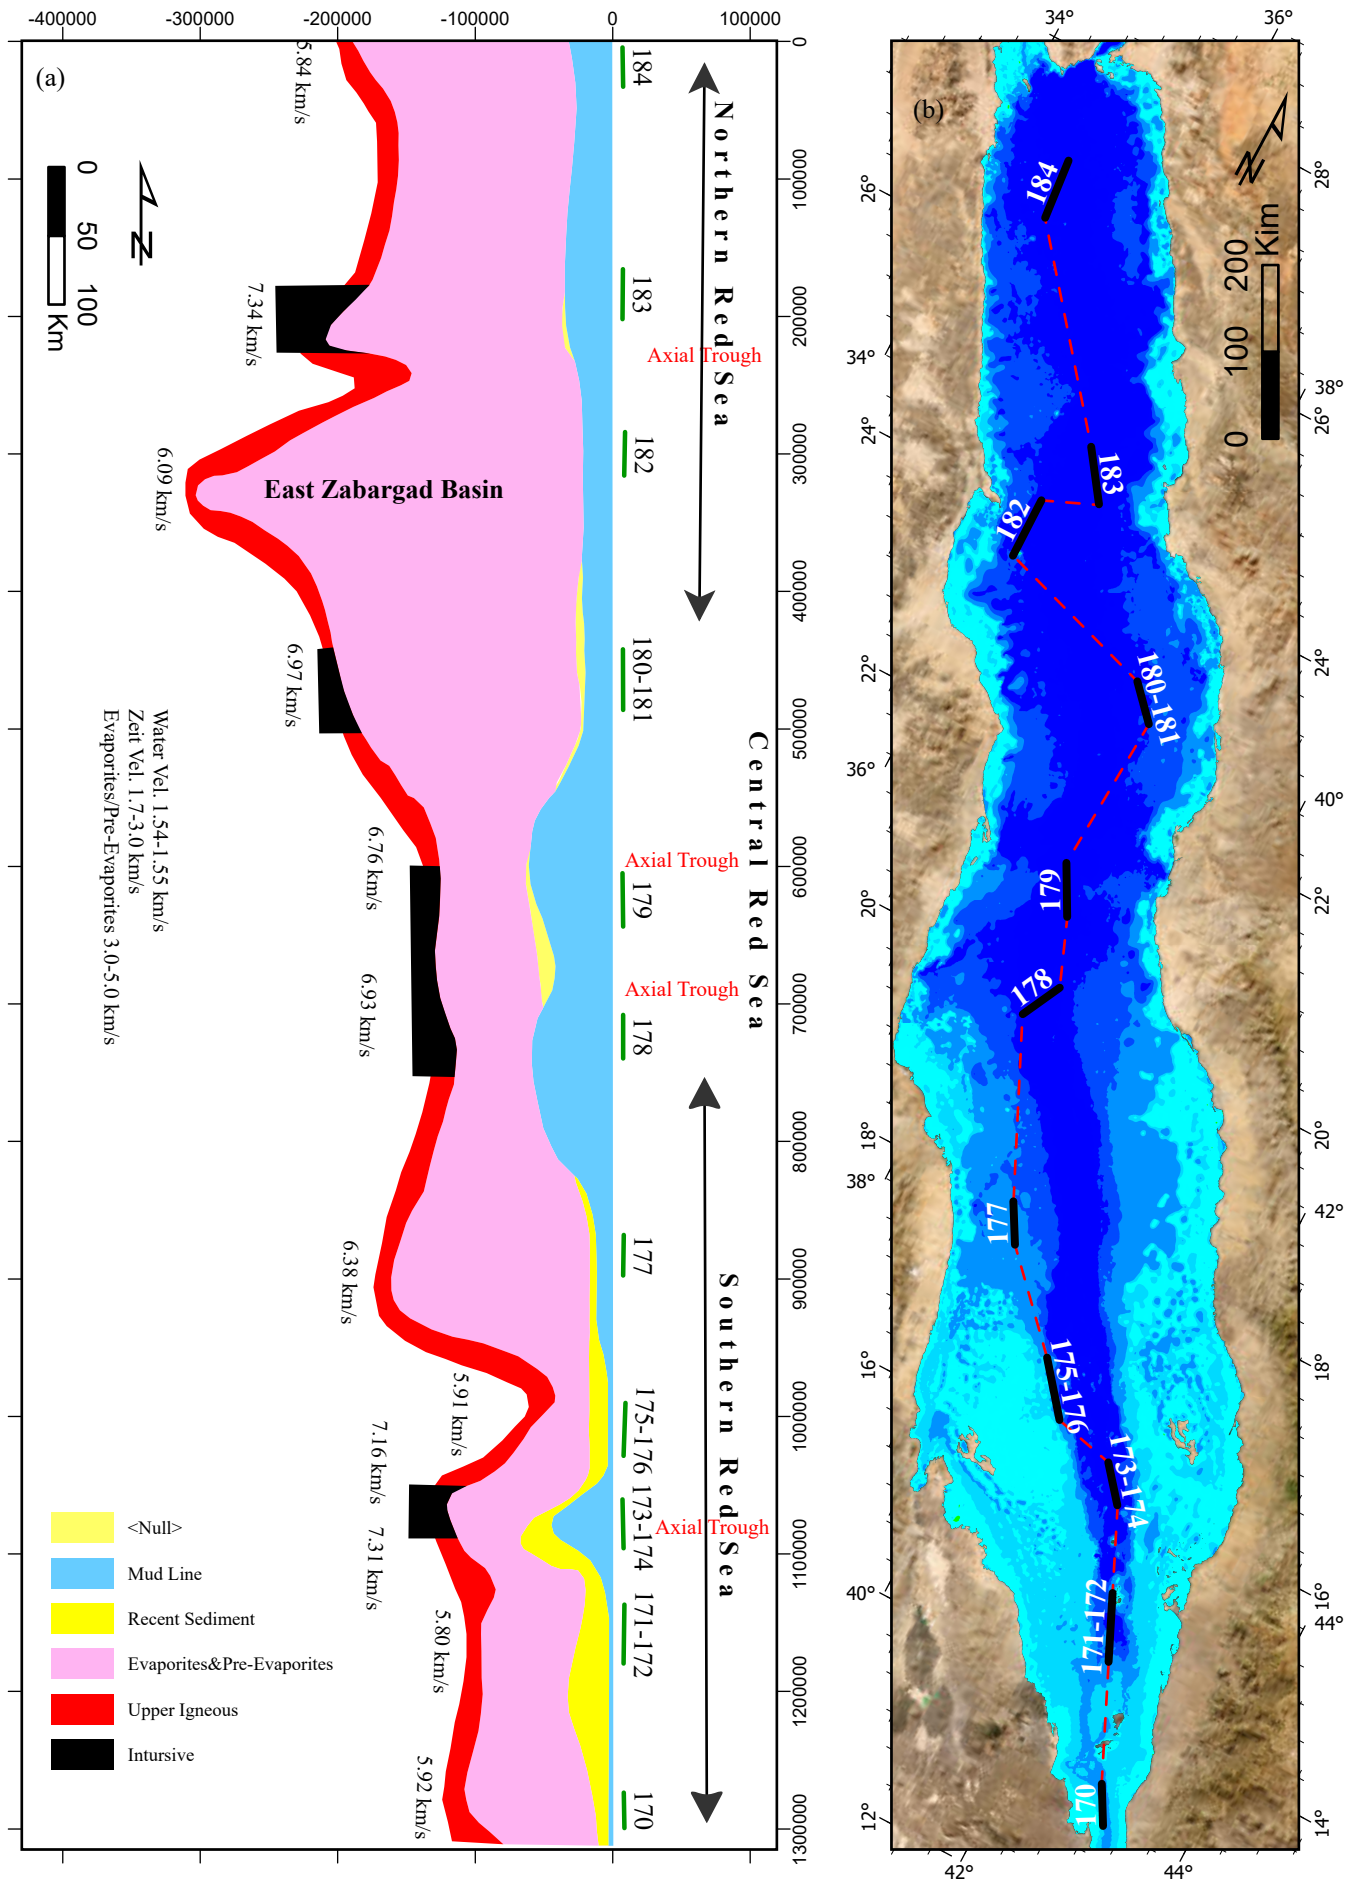 -400000
-300000
-200000
-100000
0
100000
(a)
0
100000
200000
300000
400000
500000
600000
700000
800000
900000
1000000
1100000
1200000
1300000
184
183
182
180-181
179
178
177
175-176
173-174
171-172
170
Northern Red Sea
Central Red Sea
Southern Red Sea
Axial Trough
Axial Trough
Axial Trough
Axial Trough
East Zabargad Basin
5.84 km/s
7.34 km/s
6.09 km/s
6.97 km/s
6.76 km/s
6.93 km/s
6.38 km/s
5.91 km/s
7.16 km/s
7.31 km/s
5.80 km/s
5.92 km/s
N
0 50 100
Km
Water Vel. 1.54-1.55 km/s
Zeit Vel. 1.7-3.0 km/s
Evaporites/Pre-Evaporites 3.0-5.0 km/s
<Null>
Mud Line
Recent Sediment
Evaporites&Pre-Evaporites
Upper Igneous
Intursive
-400000
-300000
-200000
-100000
0
100000
(b)
34°
36°
N
0 100 200
Kim
26°
34°
24°
22°
36°
20°
18°
38°
16°
40°
12°
28°
38°
26°
24°
40°
22°
20°
42°
18°
16°
44°
14°
42°
44°
184
183
182
180-181
179
178
177
175-176
173-174
171-172
170